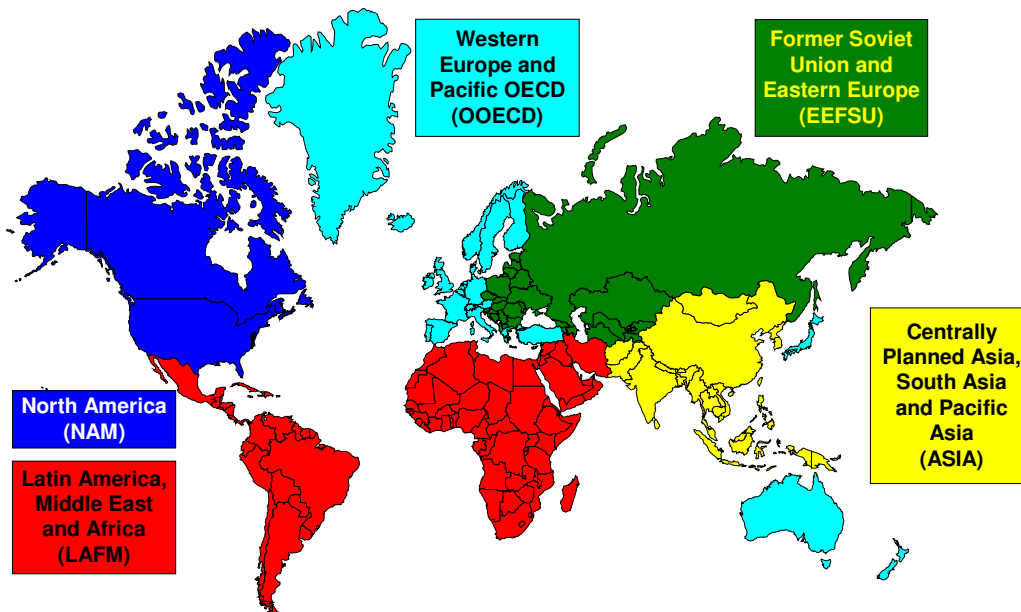 Western
Europe and
Pacific OECD
(OOECD)
Former Soviet
Union and
Eastern Europe
(EEFSU)
Centrally
Planned Asia,
South Asia
and Pacific
Asia
(ASIA)
North America
(NAM)
Latin America,
Middle East
and Africa
(LAFM)